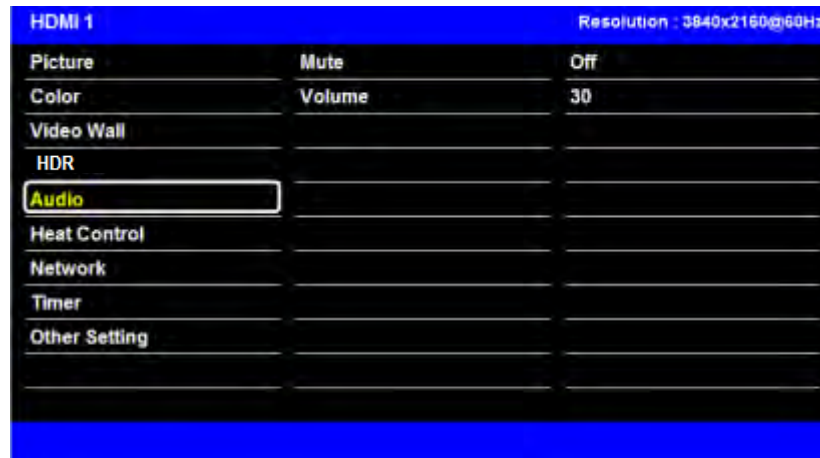 HDMI 1 Resolution : 3840x2160@60Hz
Picture Mute Off
Color Volume 30
Video Wall
HDR
Audio
Heat Control
Network
Timer
Other Setting